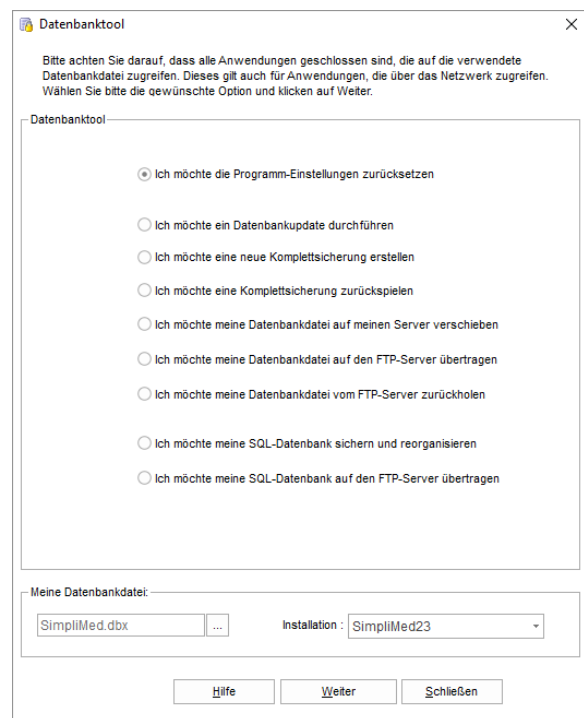 Datenbanktool
Bitte achten Sie darauf, dass alle Anwendungen geschlossen sind, die auf die verwendete
Datenbankdatei zugreifen. Dieses gilt auch für Anwendungen, die über das Netzwerk zugreifen.
Wählen Sie bitte die gewünschte Option und klicken auf Weiter.
Datenbanktool
Ich möchte die Programm-Einstellungen zurücksetzen
Ich möchte ein Datenbankupdate durchführen
Ich möchte eine neue Komplettsicherung erstellen
Ich möchte eine Komplettsicherung zurückspielen
Ich möchte meine Datenbankdatei auf meinen Server verschieben
Ich möchte meine Datenbankdatei auf den FTP-Server übertragen
Ich möchte meine Datenbankdatei vom FTP-Server zurückholen
Ich möchte meine SQL-Datenbank sichern und reorganisieren
Ich möchte meine SQL-Datenbank auf den FTP-Server übertragen
Meine Datenbankdatei:
SimpliMed.dbx ... Installation : SimpliMed23
Hilfe Weiter Schließen